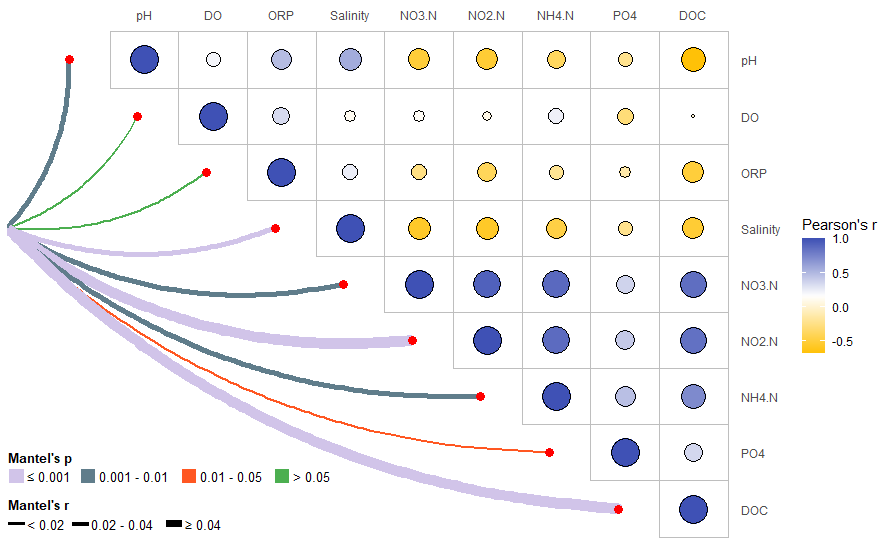 pH DO ORP Salinity NO3.N NO2.N NH4.N PO4 DOC
pH
DO
ORP
Salinity
NO3.N
NO2.N
NH4.N
PO4
DOC
Pearson's r
1.0
0.5
0.0
-0.5
Mantel's p
≤ 0.001 0.001 - 0.01 0.01 - 0.05 > 0.05
Mantel's r
< 0.02 0.02 - 0.04 ≥ 0.04